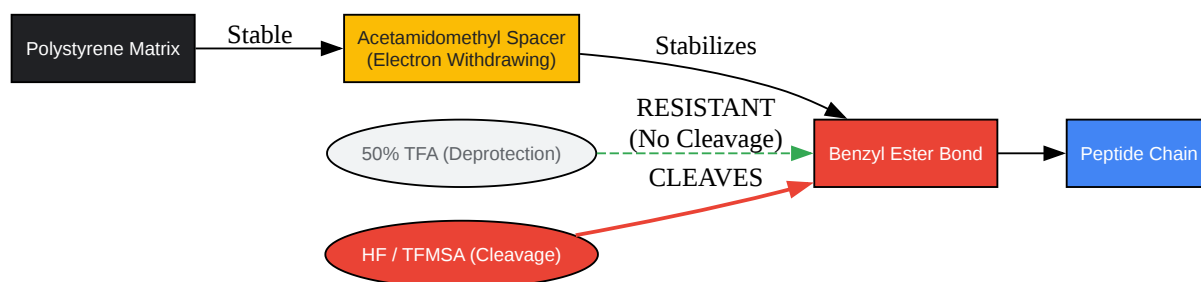 Polystyrene Matrix
Stable
Acetamidomethyl Spacer
(Electron Withdrawing)
Stabilizes
50% TFA (Deprotection)
RESISTANT
(No Cleavage)
Benzyl Ester Bond
Peptide Chain
CLEAVES
HF / TFMSA (Cleavage)